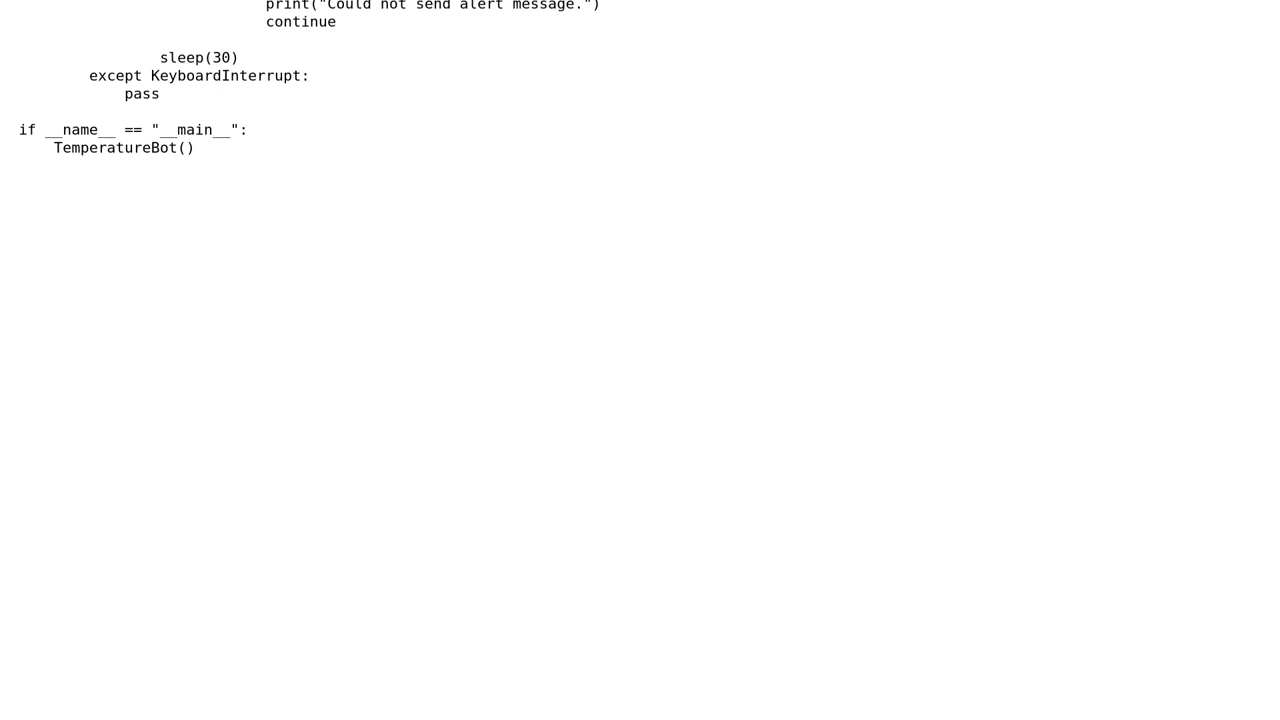 print("Could not send alert message.")
continue
sleep(30)
except KeyboardInterrupt:
pass
if __name__ == "__main__":
TemperatureBot()